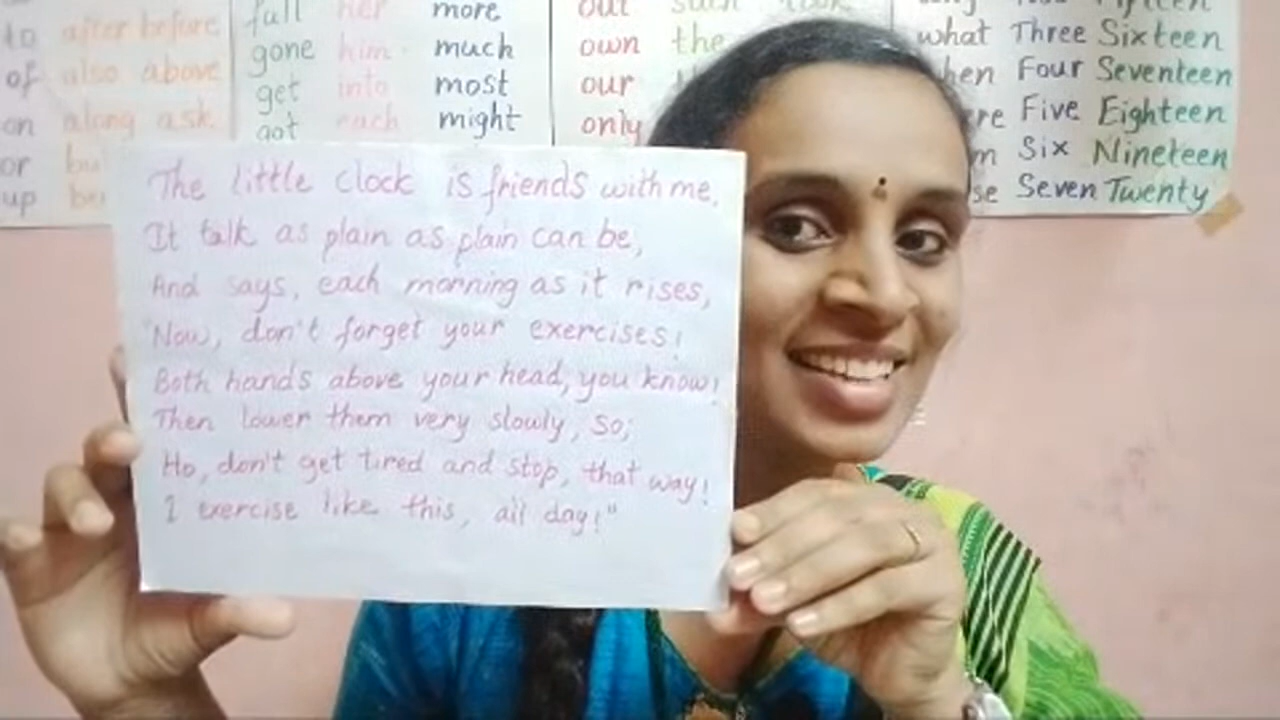 to after before
of also above
on along ask
or
up
full her more
gone him much
get into most
got each might
out such
own the
our
only
what Three Sixteen
Four Seventeen
Five Eighteen
Six Nineteen
Seven Twenty
The little clock is friends with me.
It talk as plain as plain can be,
And says, each morning as it rises,
"Now, don't forget your exercises!
Both hands above your head, you know!
Then lower them very slowly, so;
Ho, don't get tired and stop, that way!
I exercise like this, all day!"